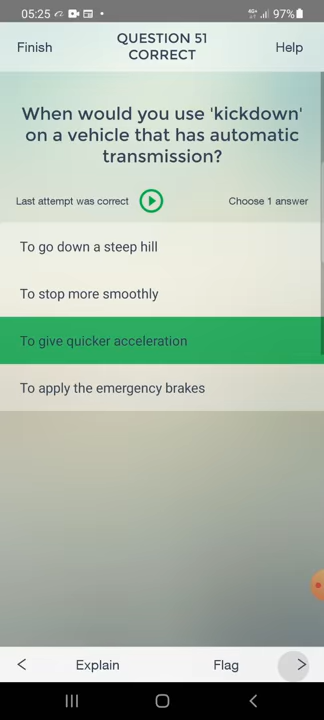 05:25 4G+ 97%
QUESTION 51
Finish CORRECT Help
When would you use 'kickdown'
on a vehicle that has automatic
transmission?
Last attempt was correct Choose 1 answer
To go down a steep hill
To stop more smoothly
To give quicker acceleration
To apply the emergency brakes
Explain Flag